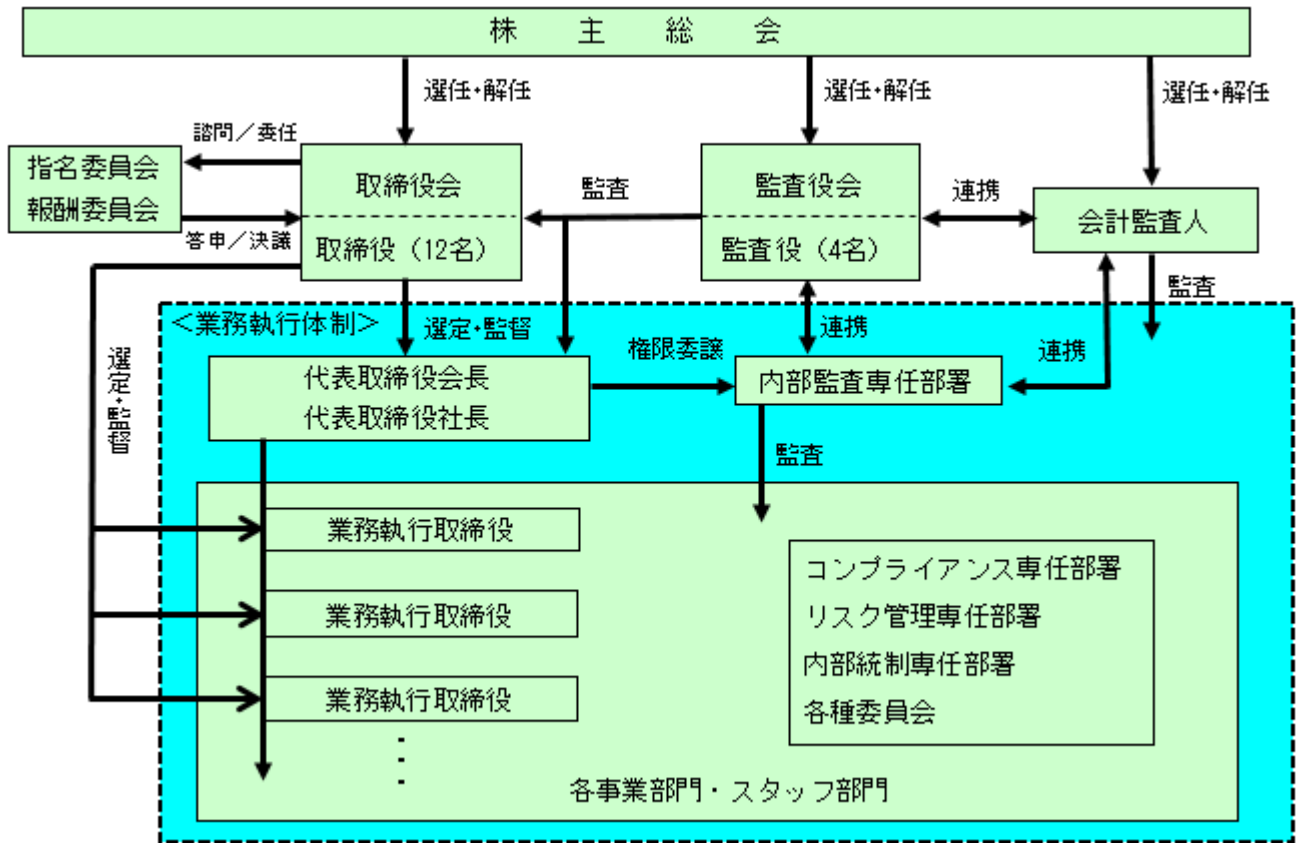 株 主 総 会
選任・解任
選任・解任
選任・解任
諮問／委任
指名委員会
報酬委員会
答申／決議
取締役会
取締役（12名）
監査
監査役会
監査役（4名）
連携
会計監査人
監査
＜業務執行体制＞
選定・監督
選定・監督
連携
権限委譲
連携
代表取締役会長
代表取締役社長
内部監査専任部署
監査
業務執行取締役
業務執行取締役
業務執行取締役
・
・
・
コンプライアンス専任部署
リスク管理専任部署
内部統制専任部署
各種委員会
各事業部門・スタッフ部門